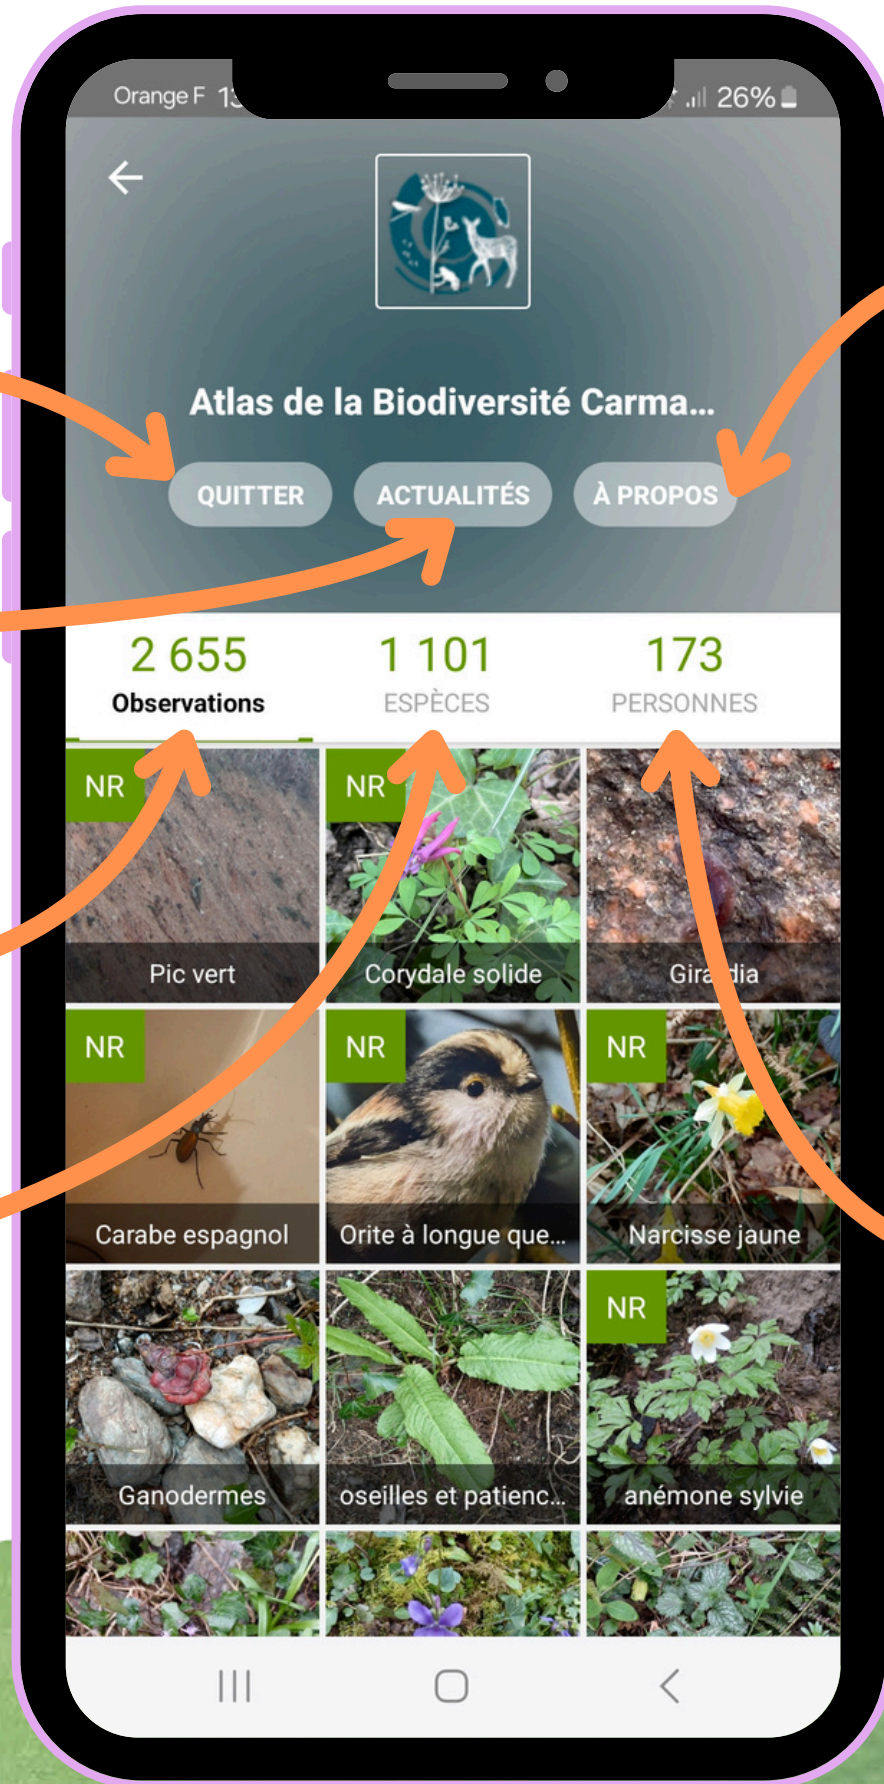 Orange F
26%
Atlas de la Biodiversité Carma...
QUITTER ACTUALITÉS À PROPOS
2 655 1 101 173
Observations ESPÈCES PERSONNES
NR NR
Pic vert Corydale solide Girardia
NR NR NR
Carabe espagnol Orite à longue que... Narcisse jaune
NR
Ganodermes oseilles et patienc... anémone sylvie